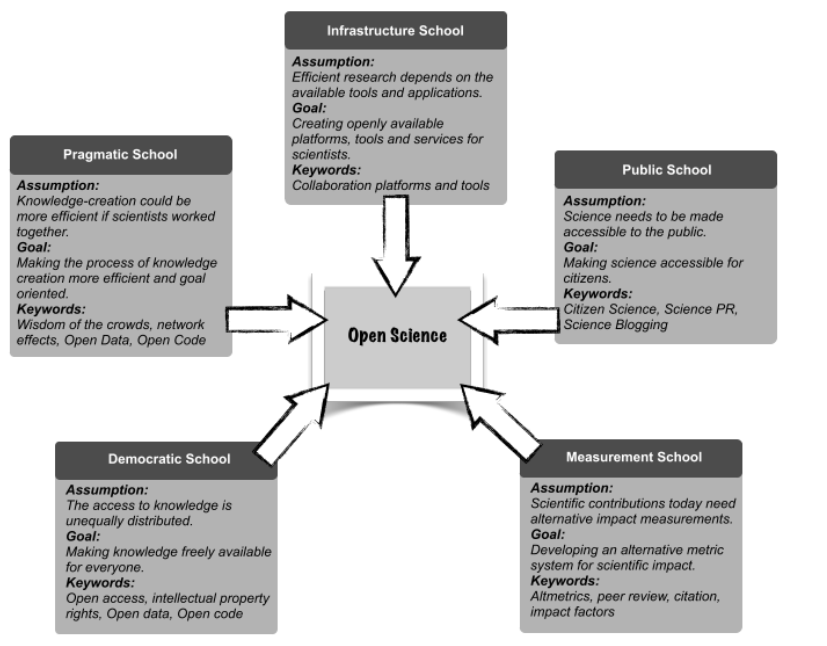 Infrastructure School
Assumption:
Efficient research depends on the
available tools and applications.
Goal:
Creating openly available
platforms, tools and services for
scientists.
Keywords:
Collaboration platforms and tools
Pragmatic School
Assumption:
Knowledge-creation could be
more efficient if scientists worked
together.
Goal:
Making the process of knowledge
creation more efficient and goal
oriented.
Keywords:
Wisdom of the crowds, network
effects, Open Data, Open Code
Public School
Assumption:
Science needs to be made
accessible to the public.
Goal:
Making science accessible for
citizens.
Keywords:
Citizen Science, Science PR,
Science Blogging
Open Science
Democratic School
Assumption:
The access to knowledge is
unequally distributed.
Goal:
Making knowledge freely available
for everyone.
Keywords:
Open access, intellectual property
rights, Open data, Open code
Measurement School
Assumption:
Scientific contributions today need
alternative impact measurements.
Goal:
Developing an alternative metric
system for scientific impact.
Keywords:
Altmetrics, peer review, citation,
impact factors